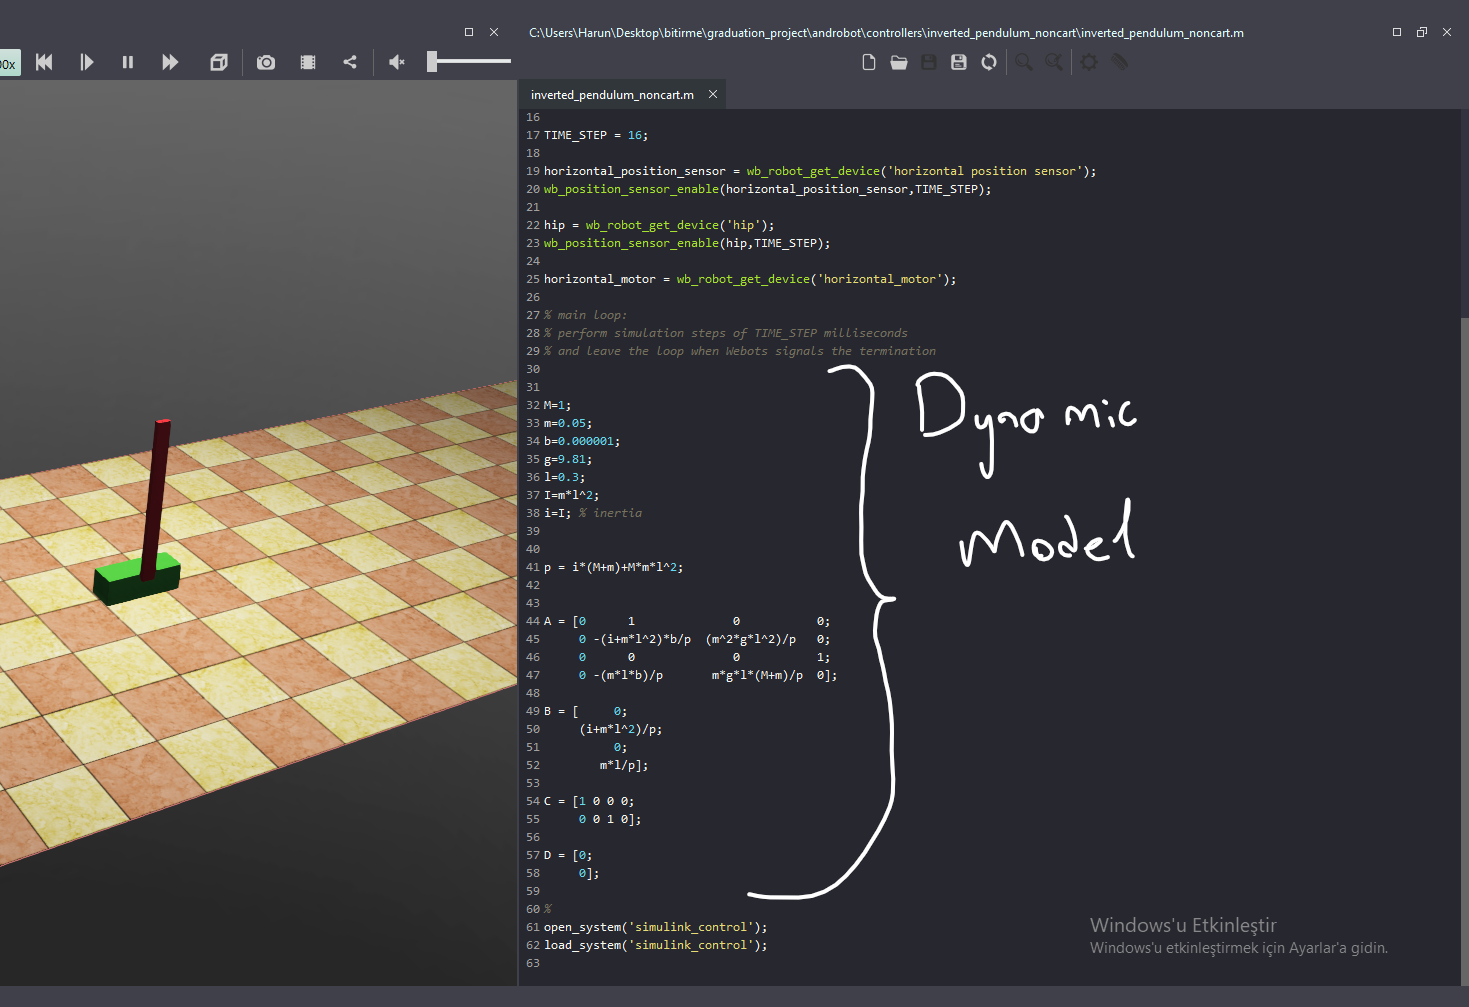 00x
C:\Users\Harun\Desktop\bitirme\graduation_project\androbot\controllers\inverted_pendulum_noncart\inverted_pendulum_noncart.m
inverted_pendulum_noncart.m
16
17 TIME_STEP = 16;
18
19 horizontal_position_sensor = wb_robot_get_device('horizontal position sensor');
20 wb_position_sensor_enable(horizontal_position_sensor,TIME_STEP);
21
22 hip = wb_robot_get_device('hip');
23 wb_position_sensor_enable(hip,TIME_STEP);
24
25 horizontal_motor = wb_robot_get_device('horizontal_motor');
26
27 % main loop:
28 % perform simulation steps of TIME_STEP milliseconds
29 % and leave the loop when Webots signals the termination
30
31
32 M=1;
33 m=0.05;
34 b=0.000001;
35 g=9.81;
36 l=0.3;
37 I=m*l^2;
38 i=I; % inertia
39
40
41 p = i*(M+m)+M*m*l^2;
42
43
44 A = [0 1 0 0;
45 0 -(i+m*l^2)*b/p (m^2*g*l^2)/p 0;
46 0 0 0 1;
47 0 -(m*l*b)/p m*g*l*(M+m)/p 0];
48
49 B = [ 0;
50 (i+m*l^2)/p;
51 0;
52 m*l/p];
53
54 C = [1 0 0 0;
55 0 0 1 0];
56
57 D = [0;
58 0];
59
60 %
61 open_system('simulink_control');
62 load_system('simulink_control');
63
Dynamic
Model
Windows'u Etkinleştir
Windows'u etkinleştirmek için Ayarlar'a gidin.